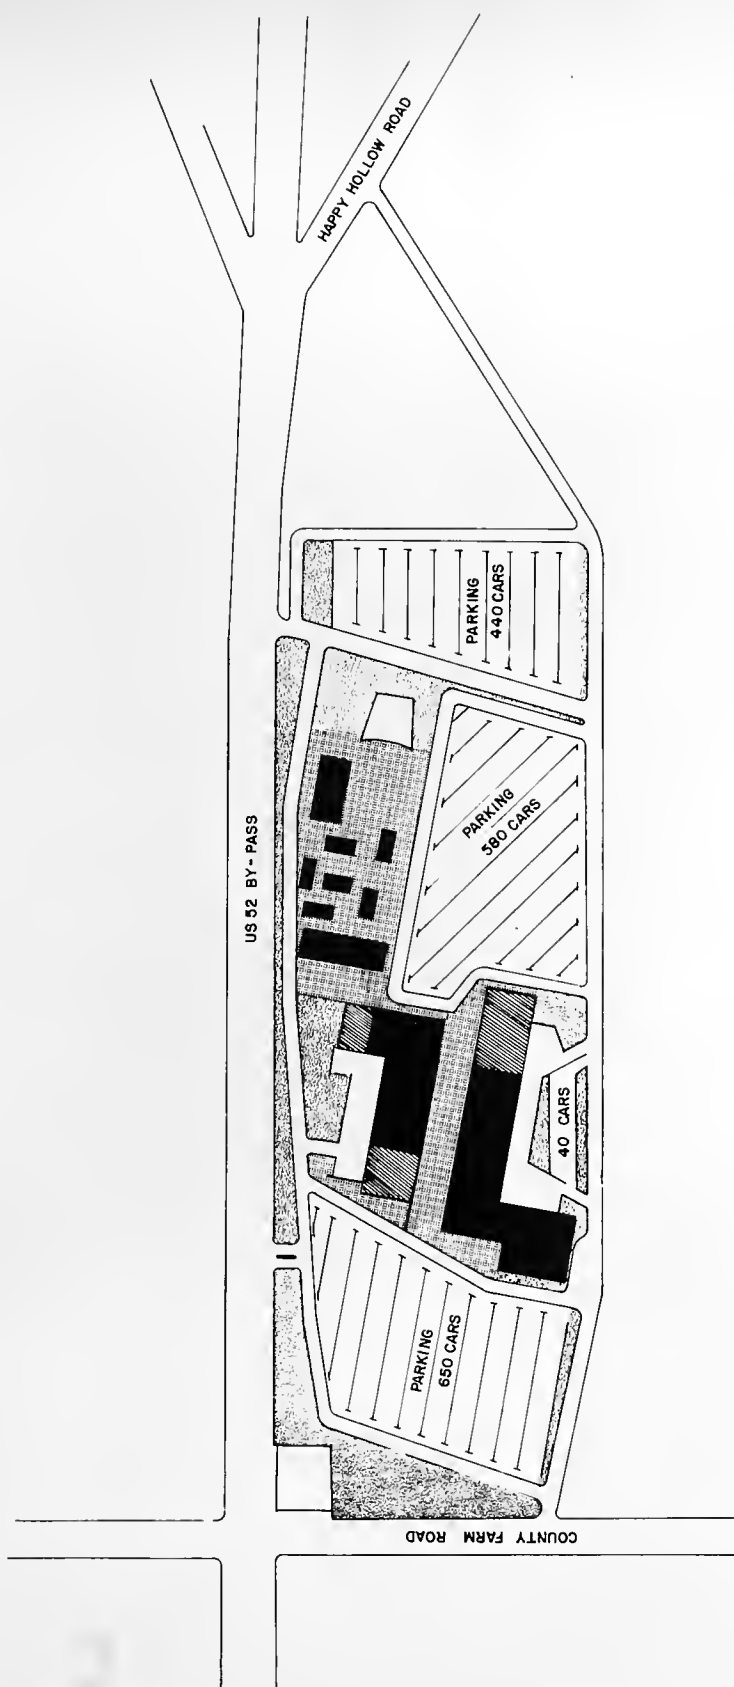 HAPPY HOLLOW ROAD
PARKING
440 CARS
PARKING
580 CARS
US 52 BY-PASS
40 CARS
PARKING
650 CARS
COUNTY FARM ROAD